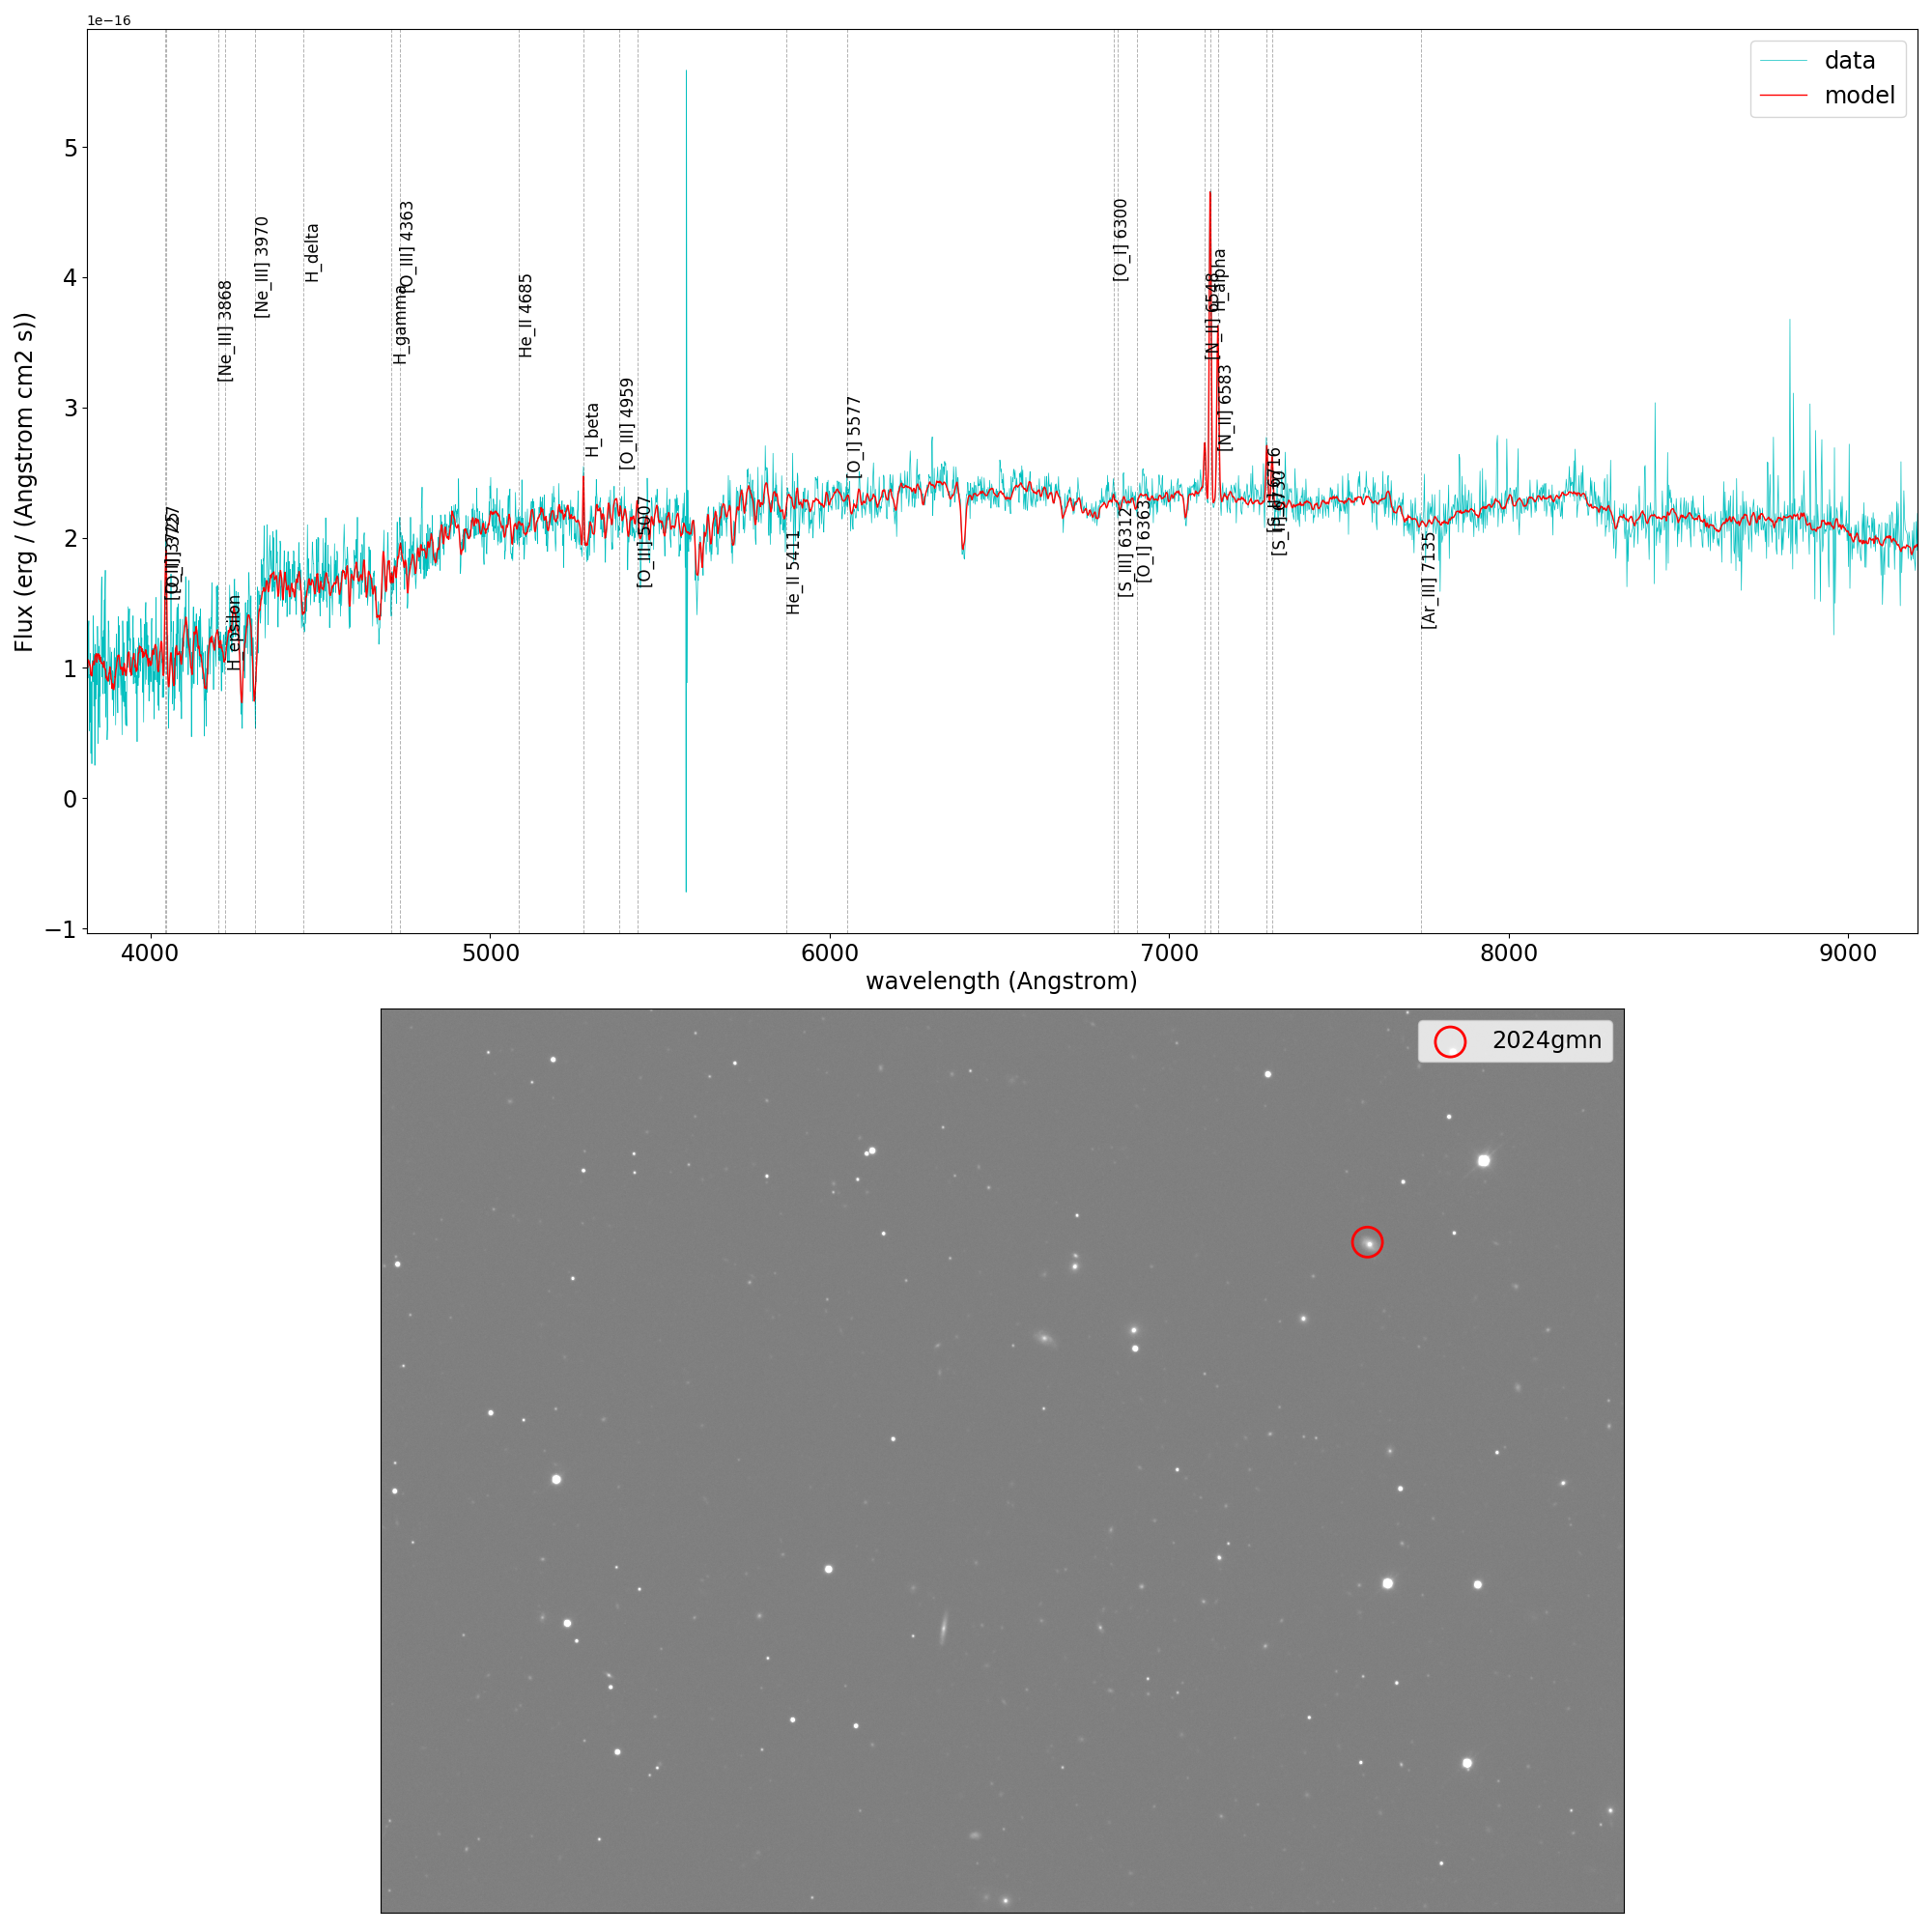 1e−16
data
model
5
4
3
2
1
0
−1
Flux (erg / (Angstrom cm2 s))
[Ne_III] 3868
H_epsilon
[Ne_III] 3970
H_delta
H_gamma
[O_III] 4363
He_II 4685
H_beta
[O_III] 4959
[O_III] 5007
He_II 5411
[O_I] 5577
[O_I] 6300
[S_III] 6312
[O_I] 6363
[N_II] 6548
H_alpha
[N_II] 6583
[Ar_III] 7135
4000
5000
6000
7000
8000
9000
wavelength (Angstrom)
2024gmn